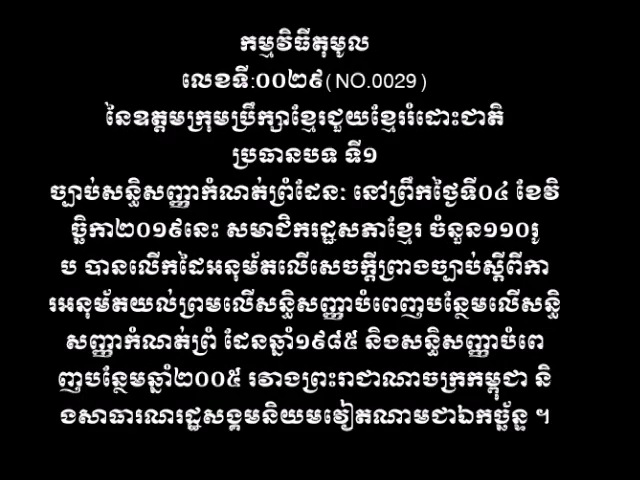 កម្មវិធីតុមូល
លេខទី:០០២៩(NO.0029)
នៃឧត្តមក្រុមប្រឹក្សាខ្មែរជួយខ្មែររំដោះជាតិ
ប្រធានបទ ទី១
ច្បាប់សន្ធិសញ្ញាកំណត់ព្រំដែន: នៅព្រឹកថ្ងៃទី០៤ ខែវិ
ច្ឆិកា២០១៩នេះ សមាជិករដ្ឋសភាខ្មែរ ចំនួន១១០រូ
ប បានលើកដៃអនុម័តលើសេចក្តីព្រាងច្បាប់ស្តីពីកា
រអនុម័តយល់ព្រមលើសន្ធិសញ្ញាបំពេញបន្ថែមលើសន្ធិ
សញ្ញាកំណត់ព្រំ ដែនឆ្នាំ១៩៨៥ និងសន្ធិសញ្ញាបំពេ
ញបន្ថែមឆ្នាំ២០០៥ រវាងព្រះរាជាណាចក្រកម្ពុជា និ
ងសាធារណរដ្ឋសង្គមនិយមវៀតណាមជាឯកច្ឆ័ន្ទ ។